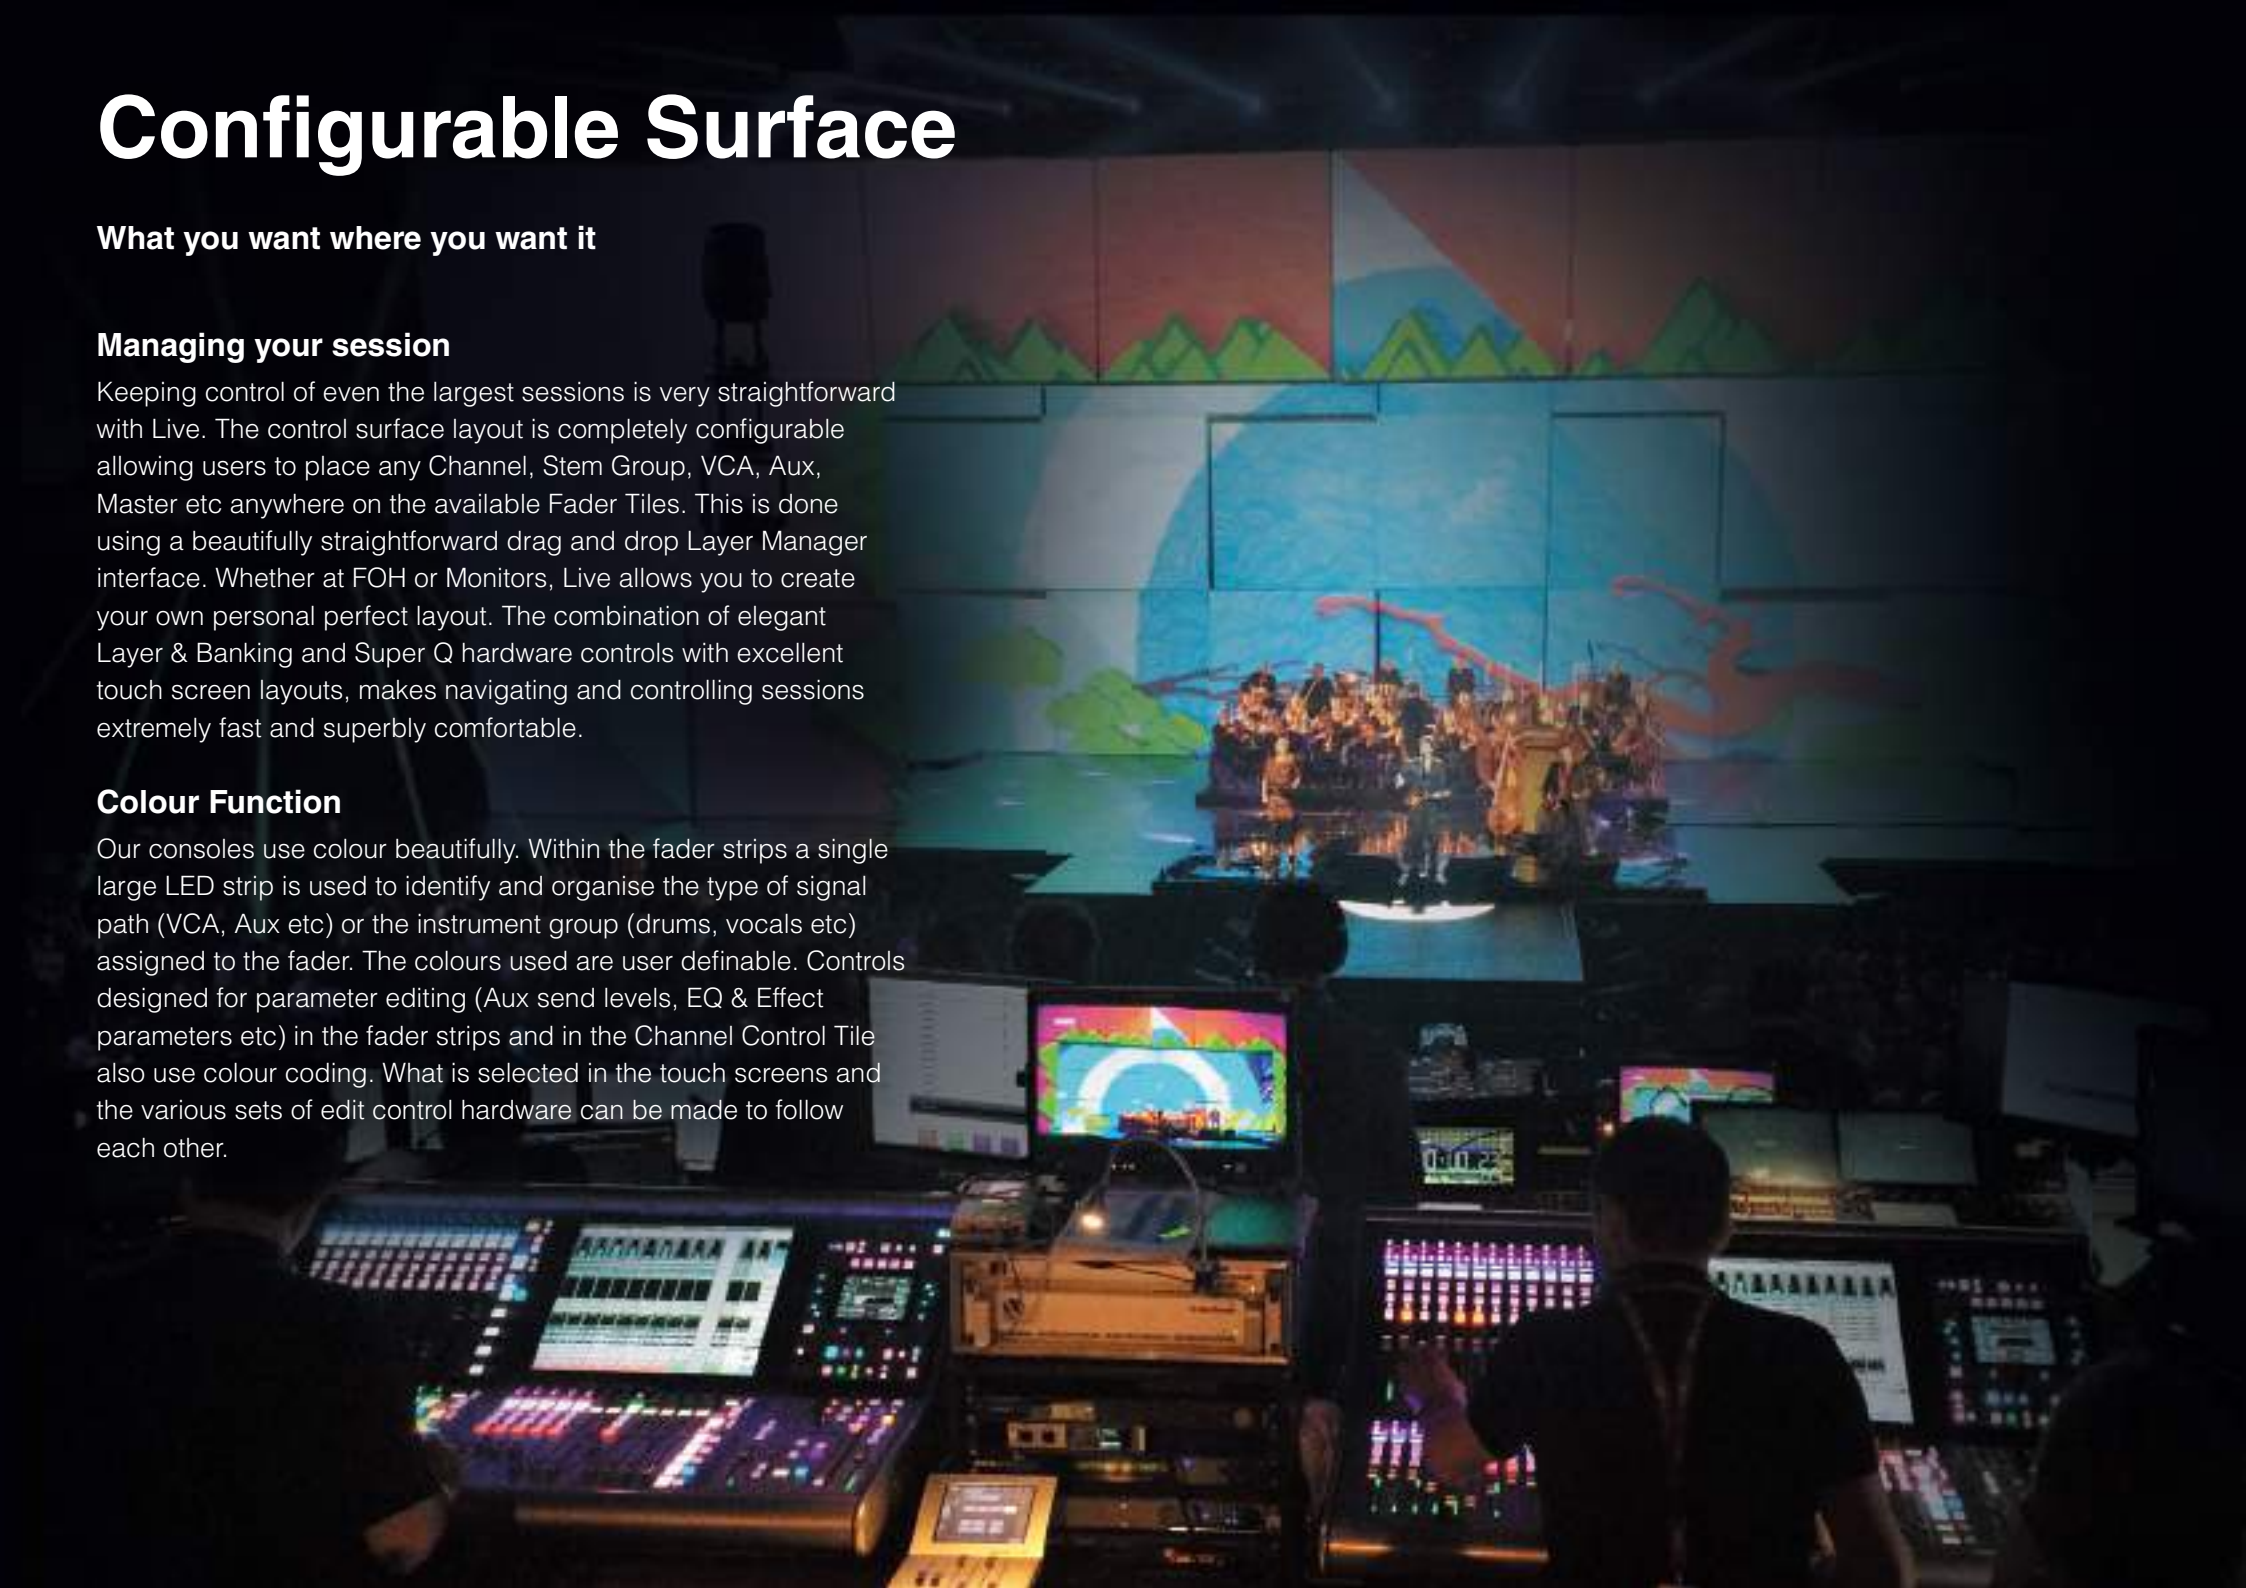 Configurable Surface
What you want where you want it
Managing your session
Keeping control of even the largest sessions is very straightforward
with Live. The control surface layout is completely configurable
allowing users to place any Channel, Stem Group, VCA, Aux,
Master etc anywhere on the available Fader Tiles. This is done
using a beautifully straightforward drag and drop Layer Manager
interface. Whether at FOH or Monitors, Live allows you to create
your own personal perfect layout. The combination of elegant
Layer & Banking and Super Q hardware controls with excellent
touch screen layouts, makes navigating and controlling sessions
extremely fast and superbly comfortable.
Colour Function
Our consoles use colour beautifully. Within the fader strips a single
large LED strip is used to identify and organise the type of signal
path (VCA, Aux etc) or the instrument group (drums, vocals etc)
assigned to the fader. The colours used are user definable. Controls
designed for parameter editing (Aux send levels, EQ & Effect
parameters etc) in the fader strips and in the Channel Control Tile
also use colour coding. What is selected in the touch screens and
the various sets of edit control hardware can be made to follow
each other.